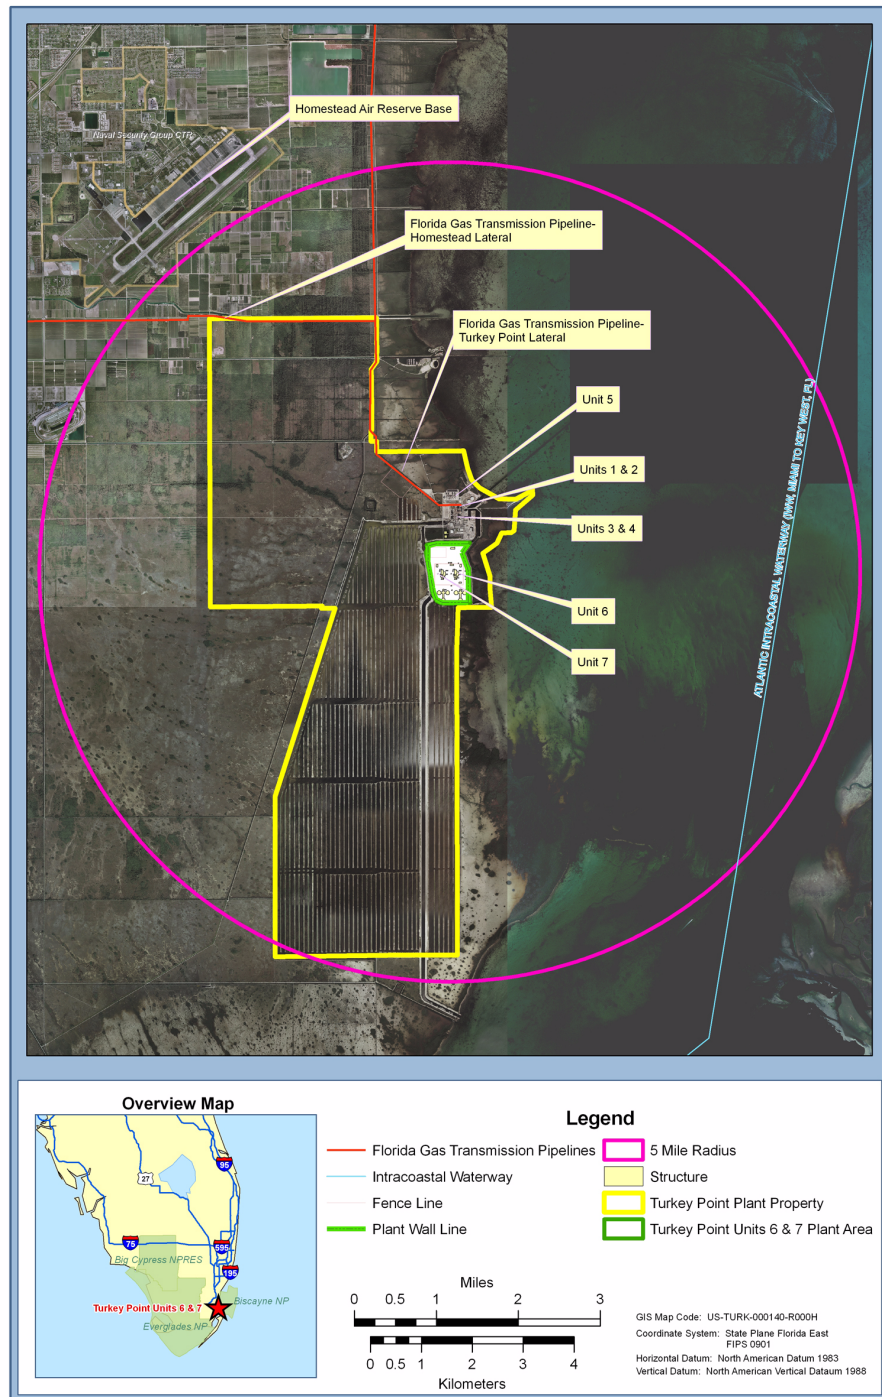 Homestead Air Reserve Base
Naval Security Group CTR
Florida Gas Transmission Pipeline-
Homestead Lateral
Florida Gas Transmission Pipeline-
Turkey Point Lateral
Unit 5
Units 1 & 2
Units 3 & 4
Unit 6
Unit 7
ATLANTIC INTRACOASTAL WATERWAY (IWW, MIAMI TO KEY WEST, FL)
Overview Map
95
27
75
595
195
Big Cypress NPRES
Turkey Point Units 6 & 7
Biscayne NP
Everglades NP
Legend
Florida Gas Transmission Pipelines
Intracoastal Waterway
Fence Line
Plant Wall Line
5 Mile Radius
Structure
Turkey Point Plant Property
Turkey Point Units 6 & 7 Plant Area
Miles
0 0.5 1 2 3
0 0.5 1 2 3 4
Kilometers
GIS Map Code: US-TURK-000140-R000H
Coordinate System: State Plane Florida East
FIPS 0901
Horizontal Datum: North American Datum 1983
Vertical Datum: North American Vertical Dataum 1988